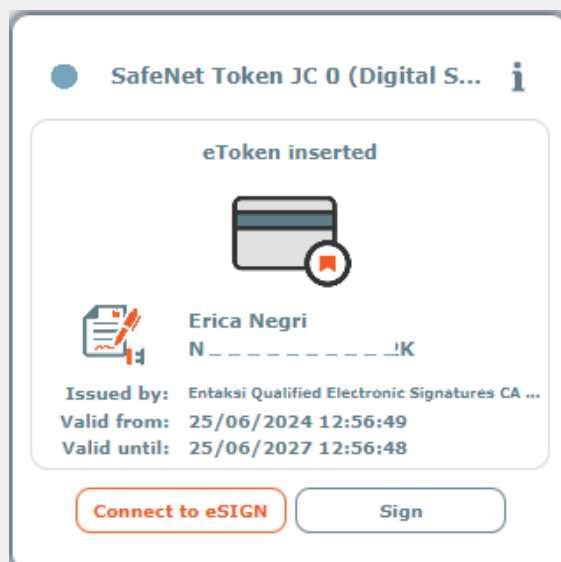 SafeNet Token JC 0 (Digital S...
eToken inserted
Erica Negri
N_ _ _ _ _ _ _ _ _ _ _K
Issued by: Entaksi Qualified Electronic Signatures CA ...
Valid from: 25/06/2024 12:56:49
Valid until: 25/06/2027 12:56:48
Connect to eSIGN
Sign